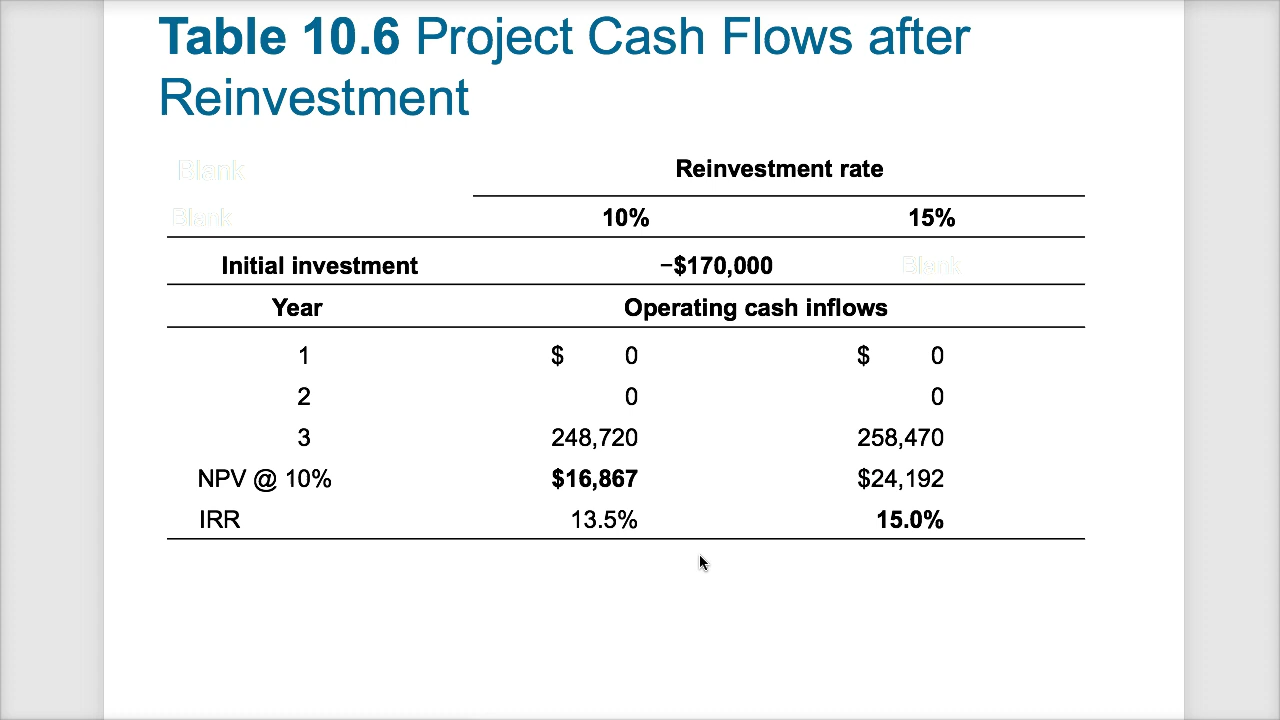 Table 10.6 Project Cash Flows after
Reinvestment
Blank
Reinvestment rate
Blank
10% 15%
Initial investment −$170,000 Blank
Year Operating cash inflows
1 $ 0 $ 0
2 0 0
3 248,720 258,470
NPV @ 10% $16,867 $24,192
IRR 13.5% 15.0%